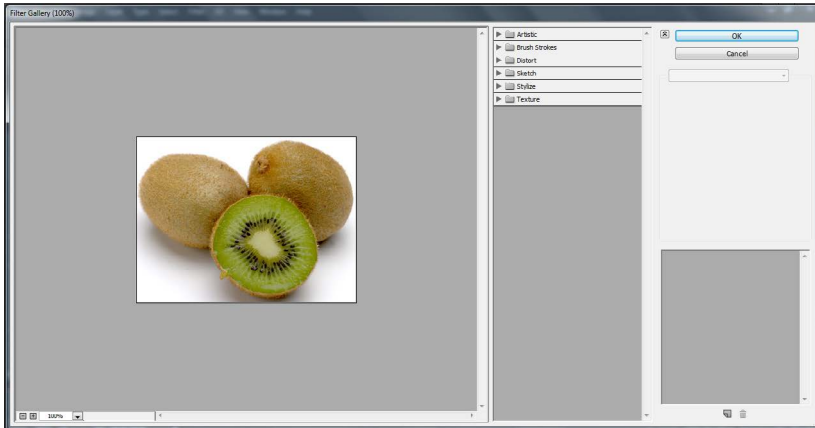 Filter Gallery (100%)
Artistic
Brush Strokes
Distort
Sketch
Stylize
Texture
OK
Cancel
100%